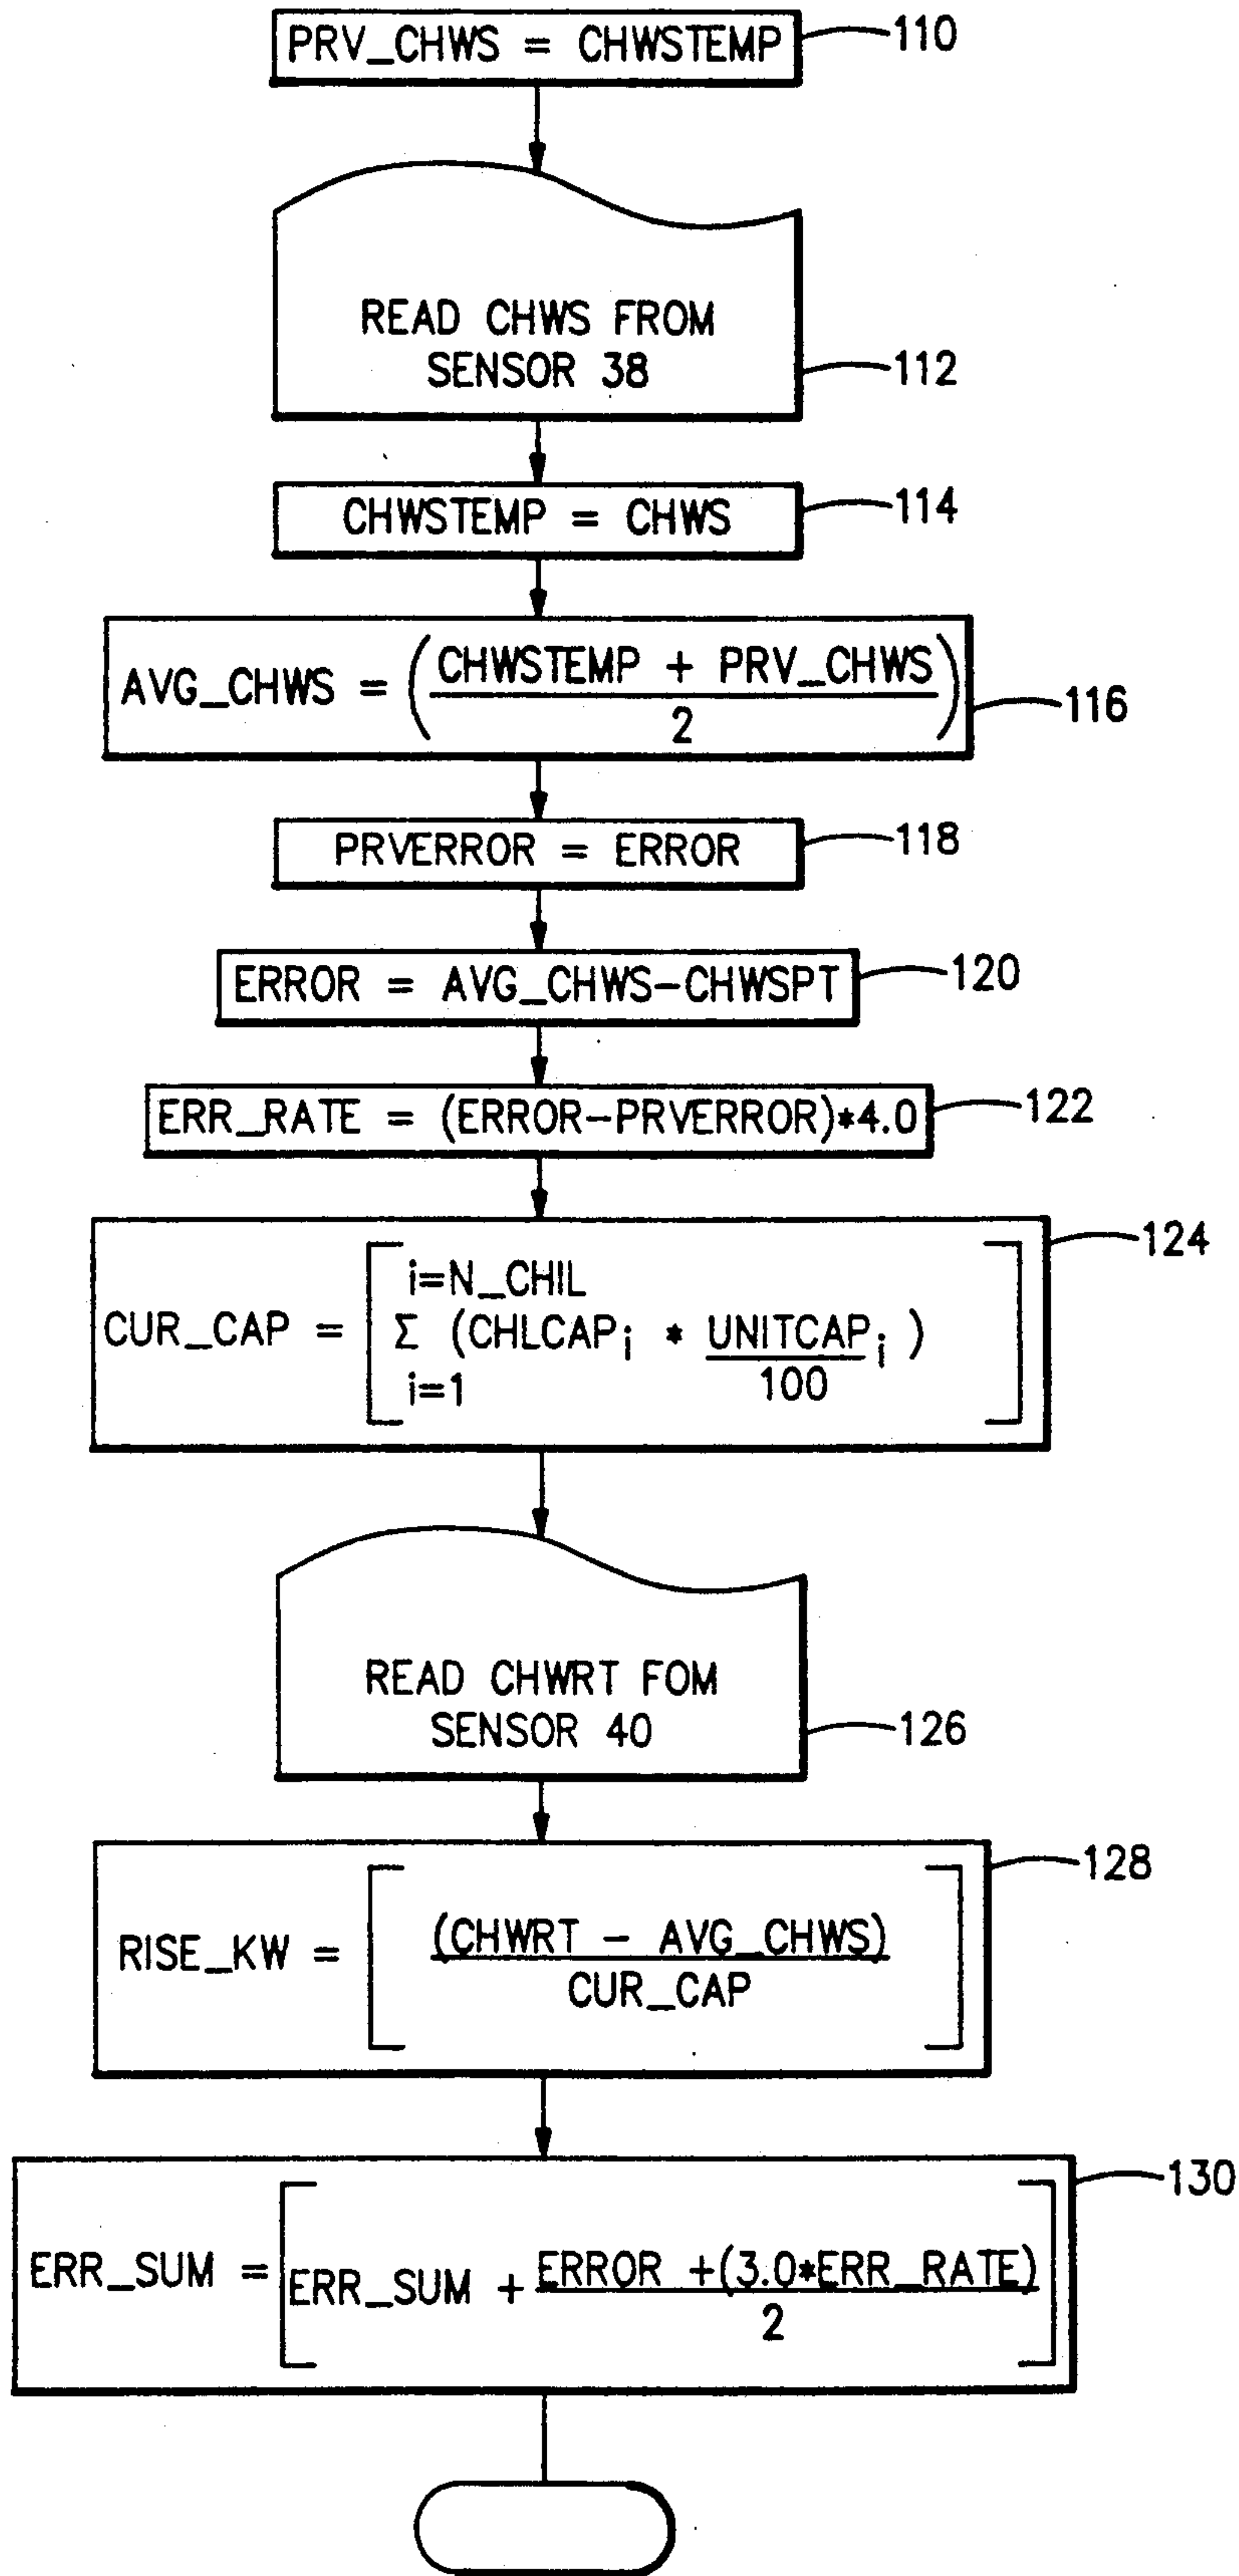 PRV_CHWS = CHWSTEMP
110
READ CHWS FROM
SENSOR 38
112
CHWSTEMP = CHWS
114
AVG_CHWS = (CHWSTEMP + PRV_CHWS
2)
116
PRVERROR = ERROR
118
ERROR = AVG_CHWS-CHWSPT
120
ERR_RATE = (ERROR-PRVERROR)*4.0
122
124
i=N_CHIL
CUR_CAP = [Σ (CHLCAPi * UNITCAPi)]
100
i=1
READ CHWRT FOM
SENSOR 40
126
128
RISE_KW = [(CHWRT - AVG_CHWS)
CUR_CAP]
130
ERR_SUM = [ERR_SUM + ERROR +(3.0*ERR_RATE)
2]